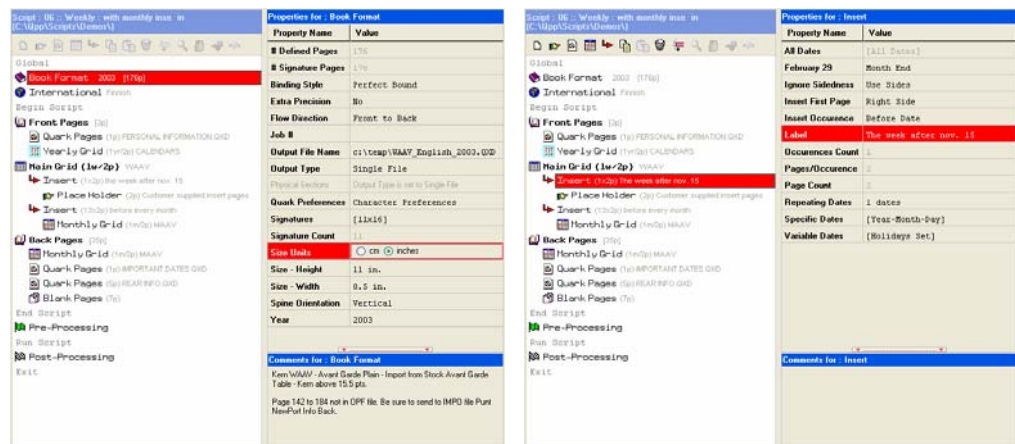 Script : 06 :: Weekly : with monthly inse in
(C:\Upp\Scripts\Demos\)
Global
Book Format 2003 [176p]
International Finnish
Begin Script
Front Pages [3p]
Quark Pages (1p) PERSONAL INFORMATION.QXD
Yearly Grid (1yr/2p) CALENDARS
Main Grid (1w/2p) WAAV
Insert (1x2p) the week after nov. 15
Place Holder (2p) Customer supplied insert pages
Insert (13x2p) before every month
Monthly Grid (1m/2p) MAAV
Back Pages [35p]
Monthly Grid (1m/2p) MAAV
Quark Pages (1p) IMPORTANT DATES.QXD
Quark Pages (5p) REAR INFO.QXD
Blank Pages (7p)
End Script
Pre-Processing
Run Script
Post-Processing
Exit
Properties for : Book Format
Property Name Value
# Defined Pages 176
# Signature Pages 176
Binding Style Perfect Bound
Extra Precision No
Flow Direction Front to Back
Job #
Output File Name c:\temp\WAAV_English_2003.QXD
Output Type Single File
Physical Sections Output Type is set to Single File
Quark Preferences Character Preferences
Signatures [11x16]
Signature Count 11
Size Units cm inches
Size - Height 11 in.
Size - Width 8.5 in.
Spine Orientation Vertical
Year 2003
Comments for : Book Format
Kern WAAV - Avant Garde Plain - Import from Stock Avant Garde
Table - Kern above 15.5 pts.
Page 142 to 184 not in OPF file. Be sure to send to IMPO file Punt
NewPort Info Back.
Script : 06 :: Weekly : with monthly inse in
(C:\Upp\Scripts\Demos\)
Global
Book Format 2003 [176p]
International Finnish
Begin Script
Front Pages [3p]
Quark Pages (1p) PERSONAL INFORMATION.QXD
Yearly Grid (1yr/2p) CALENDARS
Main Grid (1w/2p) WAAV
Insert (1x2p) The week after nov. 15
Place Holder (2p) Customer supplied insert pages
Insert (13x2p) before every month
Monthly Grid (1m/2p) MAAV
Back Pages [35p]
Monthly Grid (1m/2p) MAAV
Quark Pages (1p) IMPORTANT DATES.QXD
Quark Pages (5p) REAR INFO.QXD
Blank Pages (7p)
End Script
Pre-Processing
Run Script
Post-Processing
Exit
Properties for : Insert
Property Name Value
All Dates [All Dates]
February 29 Month End
Ignore Sidedness Use Sides
Insert First Page Right Side
Insert Occurence Before Date
Label The week after nov. 15
Occurences Count 1
Pages/Occurence 2
Page Count 2
Repeating Dates 1 dates
Specific Dates [Year-Month-Day]
Variable Dates [Holidays Set]
Comments for : Insert